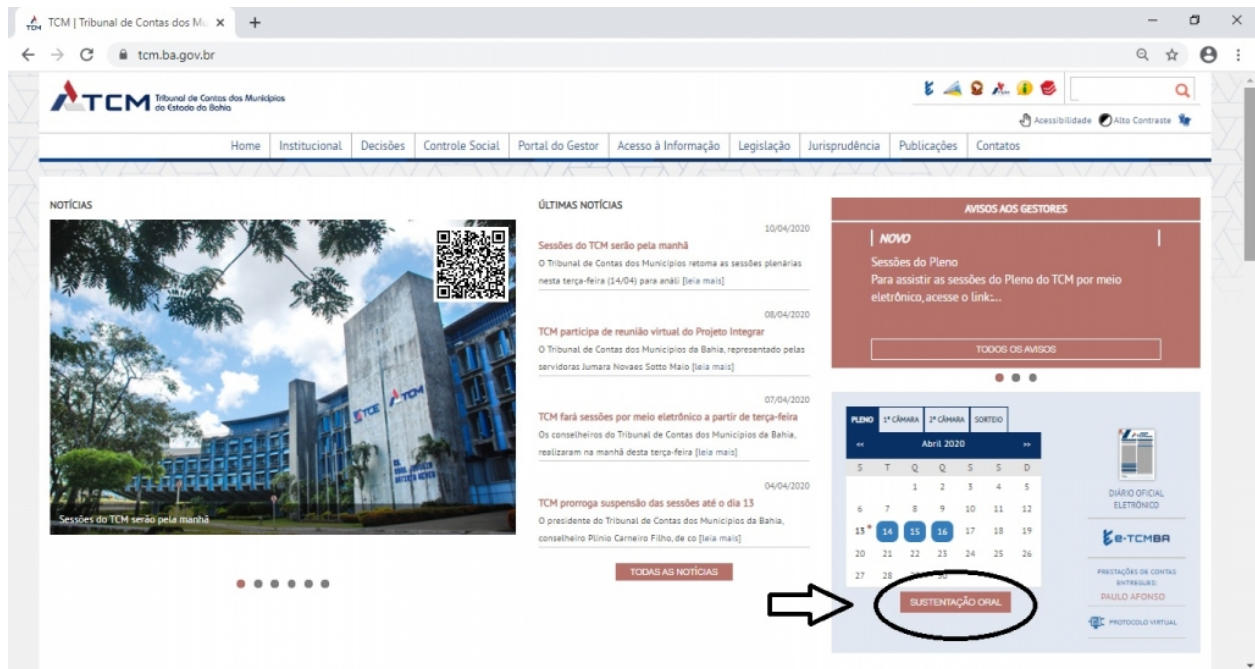 TCM | Tribunal de Contas dos Mu
tcm.ba.gov.br
TCM Tribunal de Contas dos Municípios
do Estado da Bahia
Acessibilidade Alto Contraste
Home Institucional Decisões Controle Social Portal do Gestor Acesso à Informação Legislação Jurisprudência Publicações Contatos
NOTÍCIAS
TCE TCM
Sessões do TCM serão pela manhã
ÚLTIMAS NOTÍCIAS
10/04/2020
Sessões do TCM serão pela manhã
O Tribunal de Contas dos Municípios retoma as sessões plenárias
nesta terça-feira (14/04) para análi [leia mais]
08/04/2020
TCM participa de reunião virtual do Projeto Integrar
O Tribunal de Contas dos Municípios da Bahia, representado pelas
servidoras Jumara Novaes Sotto Maio [leia mais]
07/04/2020
TCM fará sessões por meio eletrônico a partir de terça-feira
Os conselheiros do Tribunal de Contas dos Municípios da Bahia,
realizaram na manhã desta terça-feira [leia mais]
04/04/2020
TCM prorroga suspensão das sessões até o dia 13
O presidente do Tribunal de Contas dos Municípios da Bahia,
conselheiro Plínio Carneiro Filho, de co [leia mais]
TODAS AS NOTÍCIAS
AVISOS AOS GESTORES
NOVO
Sessões do Pleno
Para assistir as sessões do Pleno do TCM por meio
eletrônico, acesse o link:...
TODOS OS AVISOS
PLENO 1ª CÂMARA 2ª CÂMARA SORTEIO
<< Abril 2020 >>
S T Q Q S S D
1 2 3 4 5
6 7 8 9 10 11 12
13 * 14 15 16 17 18 19
20 21 22 23 24 25 26
27 28 29 30
SUSTENTAÇÃO ORAL
DIÁRIO OFICIAL
ELETRÔNICO
e-TCMBA
PRESTAÇÕES DE CONTAS
ENTREGUES:
PAULO AFONSO
PROTOCOLO VIRTUAL